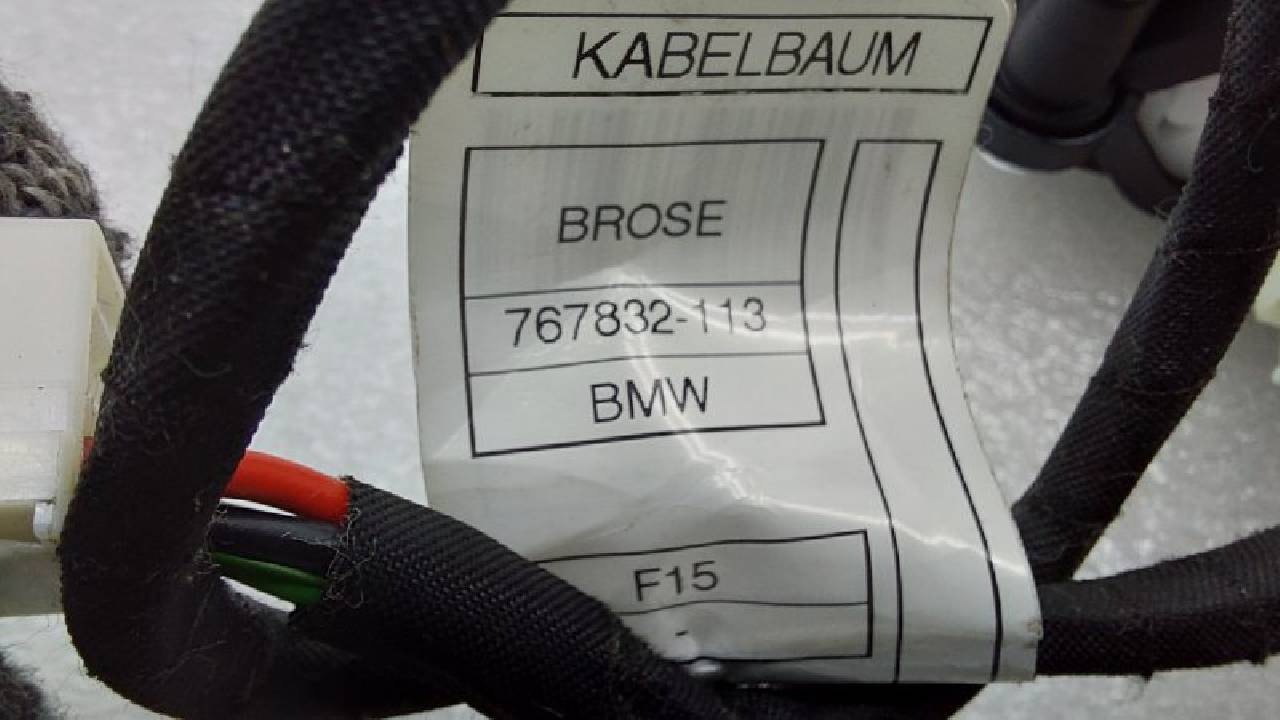 KABELBAUM
BROSE
767832-113
BMW
F15
-